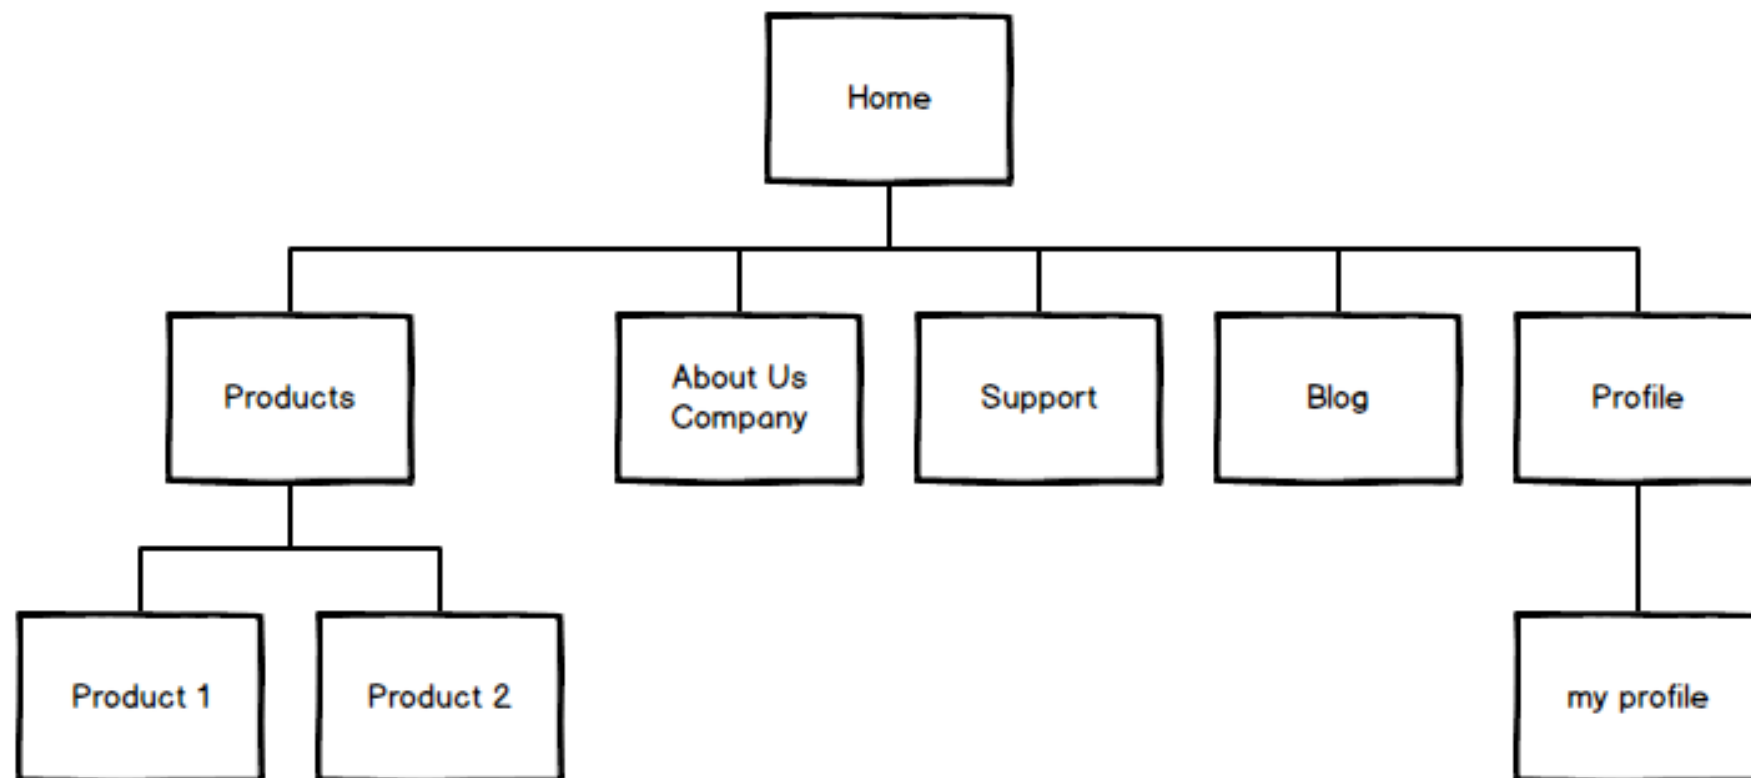 Home
Products
About Us
Company
Support
Blog
Profile
Product 1
Product 2
my profile